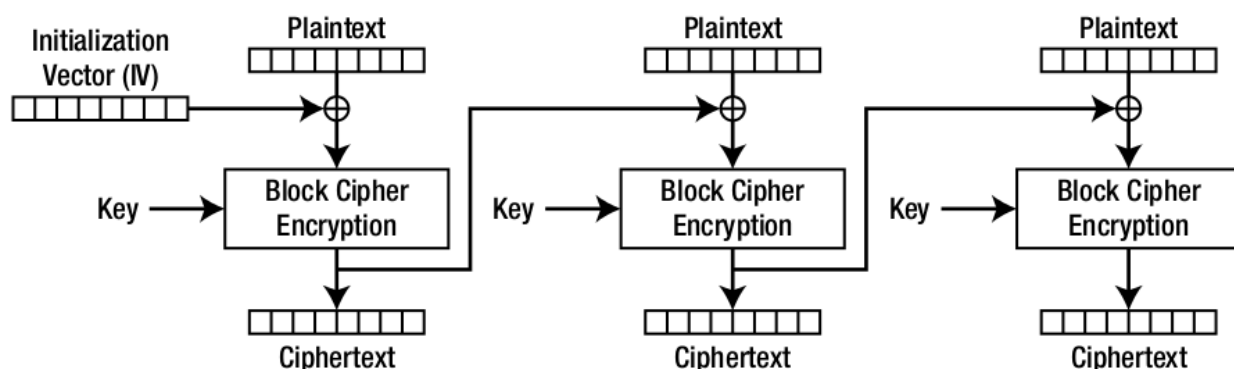 Initialization
Vector (IV)
Plaintext
Plaintext
Plaintext
Key
Block Cipher
Encryption
Key
Block Cipher
Encryption
Key
Block Cipher
Encryption
Ciphertext
Ciphertext
Ciphertext